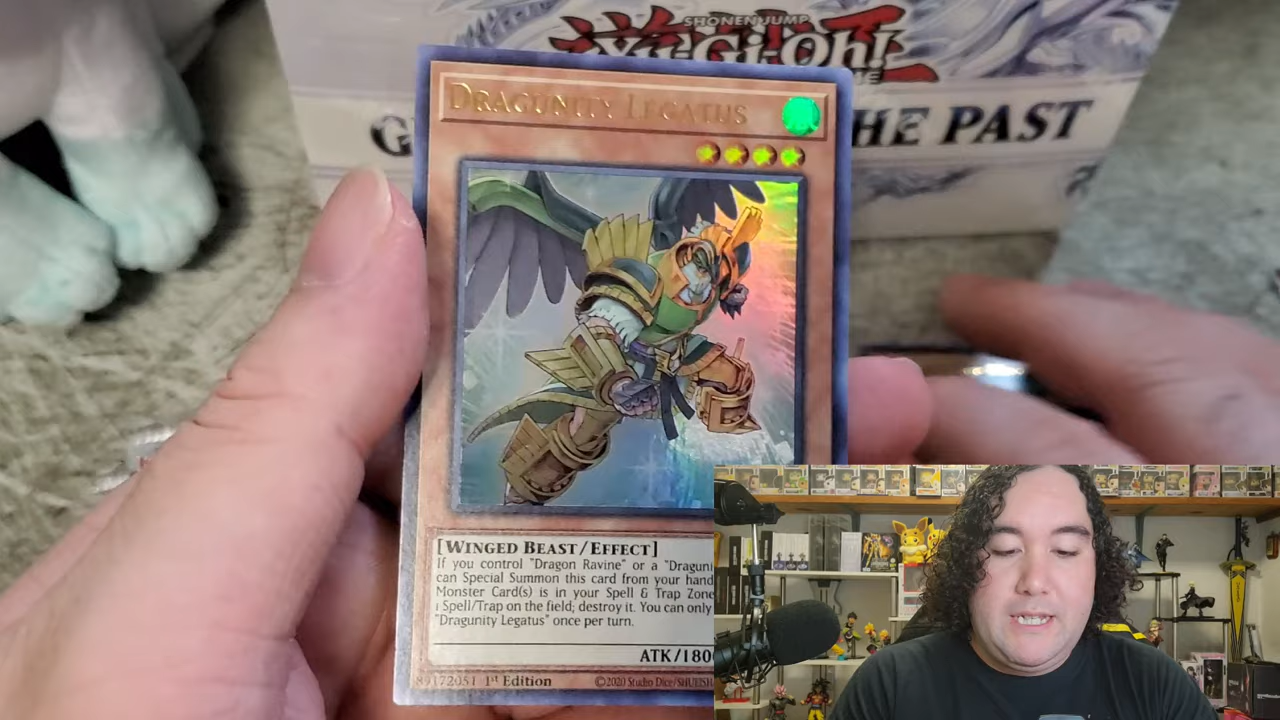 SHONEN JUMP
Yu-Gi-Oh!
HE PAST
DRAGUNITY LEGATUS
[WINGED BEAST/EFFECT]
If you control "Dragon Ravine" or a "Draguni
can Special Summon this card from your hand
Monster Card(s) is in your Spell & Trap Zone
1 Spell/Trap on the field; destroy it. You can only
"Dragunity Legatus" once per turn.
ATK/180
89172051 1st Edition
©2020 Studio Dice/SHUEISHA